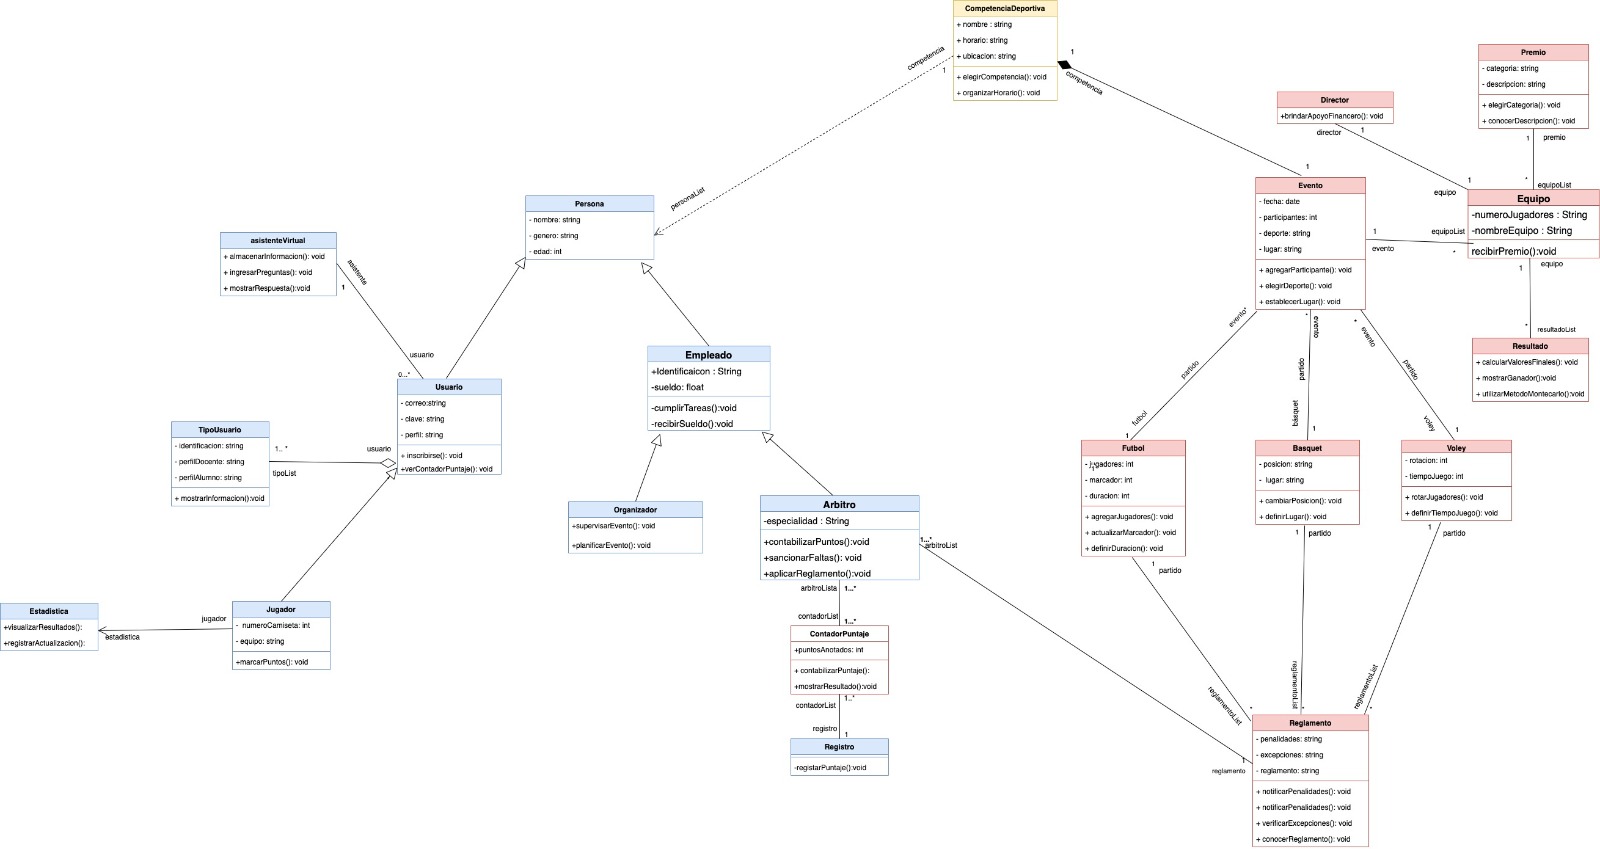 CompetenciaDeportiva
+ nombre : string
+ horario: string
+ ubicacion: string
+ elegirCompetencia(): void
+ organizarHorario(): void
competencia
1
1
competencia
personaList
1
Premio
- categoria: string
- descripcion: string
+ elegirCategoria(): void
+ conocerDescripcion(): void
1
premio
*
equipoList
Director
+brindarApoyoFinancero(): void
director
1
1
equipo
Evento
- fecha: date
- participantes: int
- deporte: string
- lugar: string
+ agregarParticipante(): void
+ elegirDeporte(): void
+ establecerLugar(): void
1
evento
equipoList
*
Equipo
-numeroJugadores : String
-nombreEquipo : String
recibirPremio():void
1
equipo
*
resultadoList
Resultado
+ calcularValoresFinales(): void
+ mostrarGanador():void
+ utilizarMetodoMontecarlo():void
Persona
- nombre: string
- genero: string
- edad: int
asistenteVirtual
+ almacenarInformacion(): void
+ ingresarPreguntas(): void
+ mostrarRespuesta():void
asistente
1
usuario
0...*
Usuario
- correo:string
- clave: string
- perfil: string
+ inscribirse(): void
+verContadorPuntaje(): void
TipoUsuario
- identificacion: string
- perfilDocente: string
- perfilAlumno: string
+ mostrarInformacion():void
1.. *
tipoList
usuario
Empleado
+Identificaicon : String
-sueldo: float
-cumplirTareas():void
-recibirSueldo():void
Organizador
+supervisarEvento(): void
+planificarEvento(): void
Arbitro
-especialidad : String
+contabilizarPuntos():void
+sancionarFaltas(): void
+aplicarReglamento():void
1...*
arbitroList
arbitroLista
1...*
contadorList
1...*
ContadorPuntaje
+puntosAnotados: int
+ contabilizarPuntaje():
+mostrarResultado():void
contadorList
1..*
registro
1
Registro
-registarPuntaje():void
Estadistica
+visualizarResultados():
+registrarActualizacion():
estadistica
jugador
Jugador
- numeroCamiseta: int
- equipo: string
+marcarPuntos(): void
evento
*
partido
futbol
1
*
evento
partido
básquet
1
*
evento
partido
voley
1
Futbol
- jugadores: int
- marcador: int
- duracion: int
+ agregarJugadores(): void
+ actualizarMarcador(): void
+ definirDuracion(): void
1
partido
Basquet
- posicion: string
- lugar: string
+ cambiarPosicion(): void
+ definirLugar(): void
1
partido
Voley
- rotacion: int
- tiempoJuego: int
+ rotarJugadores(): void
+ definirTiempoJuego(): void
1
partido
reglamentoList
*
reglamentoList
*
reglamentoList
*
1
reglamento
Reglamento
- penalidades: string
- excepciones: string
- reglamento: string
+ notificarPenalidades(): void
+ notificarPenalidades(): void
+ verificarExcepciones(): void
+ conocerReglamento(): void